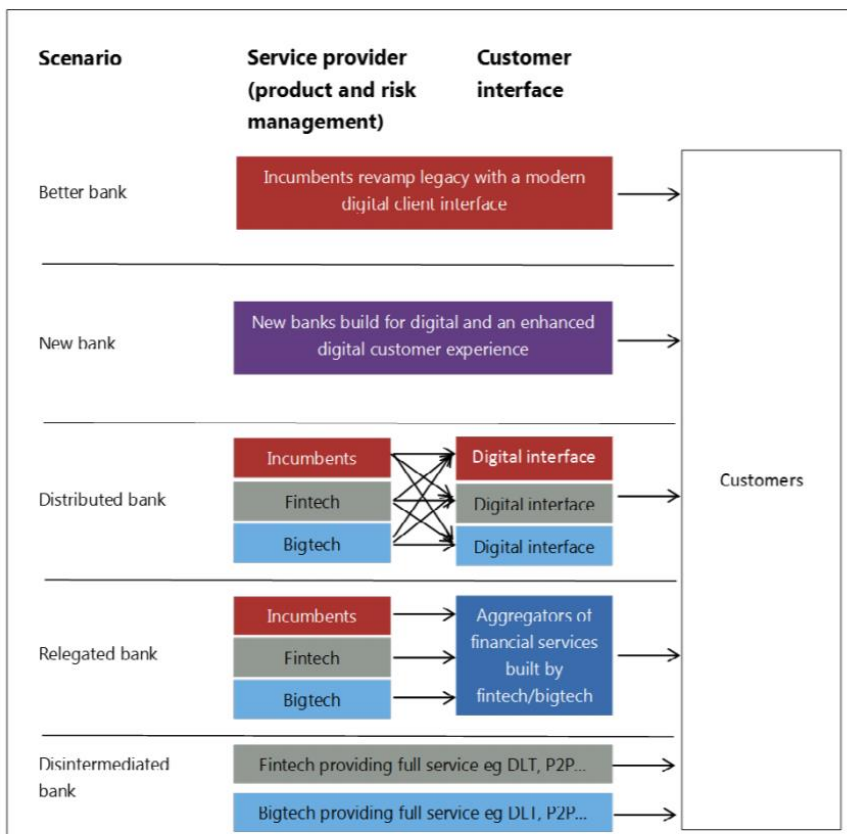 Scenario
Service provider
(product and risk
management)
Customer
interface
Better bank
Incumbents revamp legacy with a modern
digital client interface
New bank
New banks build for digital and an enhanced
digital customer experience
Distributed bank
Incumbents
Fintech
Bigtech
Digital interface
Digital interface
Digital interface
Customers
Relegated bank
Incumbents
Fintech
Bigtech
Aggregators of
financial services
built by
fintech/bigtech
Disintermediated
bank
Fintech providing full service eg DLT, P2P...
Bigtech providing full service eg DLT, P2P...